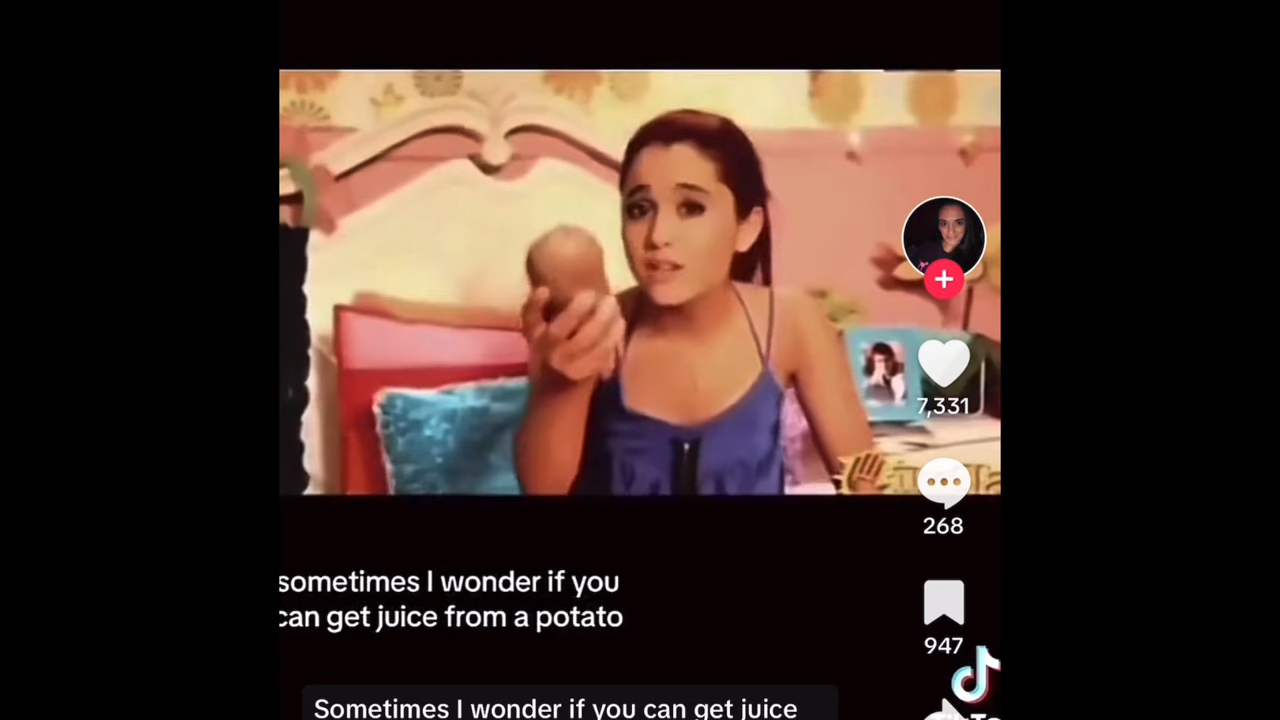 7,331
268
sometimes I wonder if you
can get juice from a potato
947
Sometimes I wonder if you can get juice